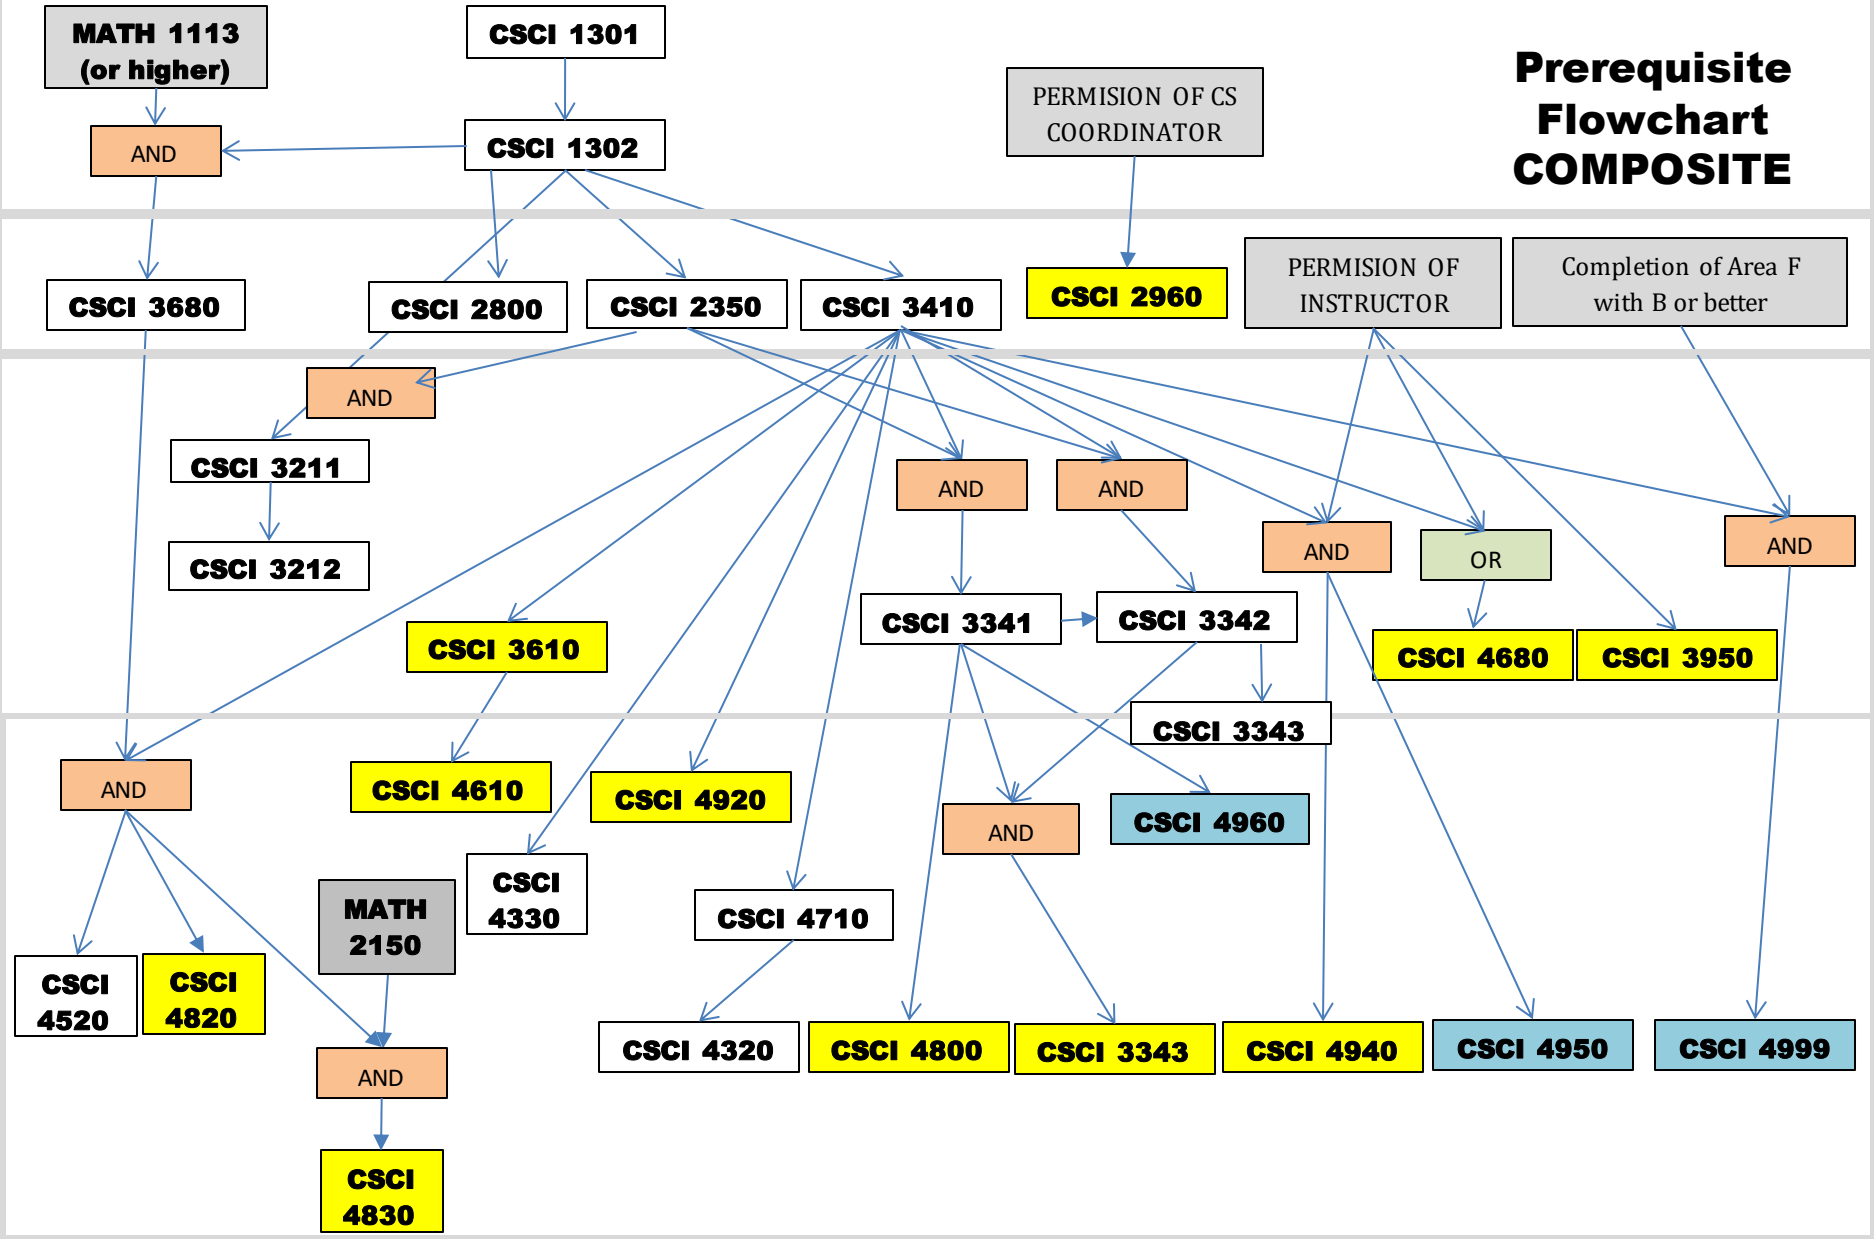 MATH 1113
(or higher)
CSCI 1301
Prerequisite
Flowchart
COMPOSITE
PERMISION OF CS
COORDINATOR
AND
CSCI 1302
PERMISION OF
INSTRUCTOR
Completion of Area F
with B or better
CSCI 3680
CSCI 2800
CSCI 2350
CSCI 3410
CSCI 2960
AND
CSCI 3211
AND
AND
CSCI 3212
AND
OR
AND
CSCI 3610
CSCI 3341
CSCI 3342
CSCI 4680
CSCI 3950
CSCI 3343
AND
CSCI 4610
CSCI 4920
AND
CSCI 4960
CSCI
4330
MATH
2150
CSCI 4710
CSCI
4520
CSCI
4820
CSCI 4320
CSCI 4800
CSCI 3343
CSCI 4940
CSCI 4950
CSCI 4999
AND
CSCI
4830